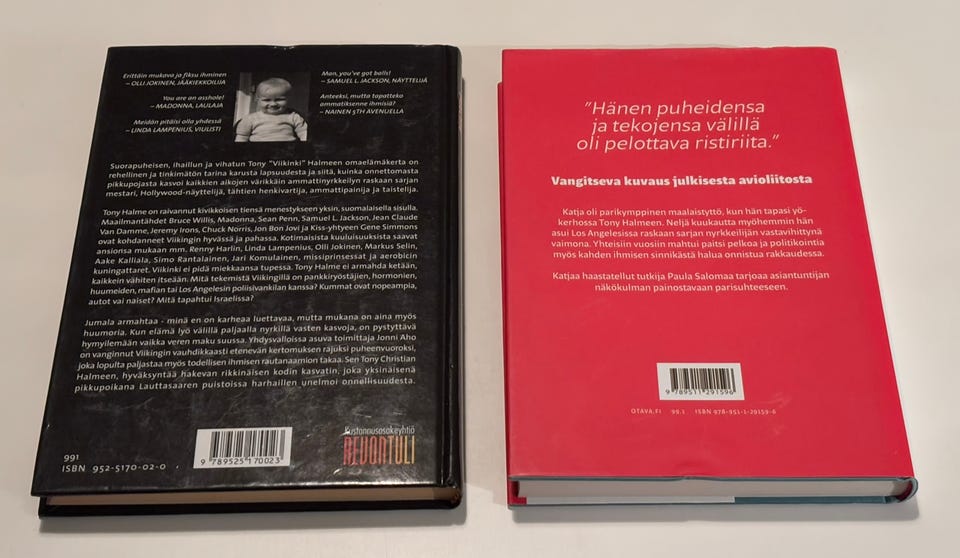 Erittäin mukava ja fiksu ihminen
– OLLI JOKINEN, JÄÄKIEKKOILIJA
You are an asshole!
– MADONNA, LAULAJA
Meidän pitäisi olla yhdessä
– LINDA LAMPENIUS, VIULISTI
Man, you've got balls!
– SAMUEL L. JACKSON, NÄYTTELIJÄ
Anteeksi, mutta tapatteko
ammatiksenne ihmisiä?
– NAINEN 5TH AVENUELLA
Suorapuheisen, ihaillun ja vihatun Tony "Viikinki" Halmeen omaelämäkerta on
rehellinen ja tinkimätön tarina karusta lapsuudesta ja siitä, kuinka onnettomasta
pikkupojasta kasvoi kaikkien aikojen värikkäin ammattinyrkkeilyn raskaan sarjan
mestari, Hollywood-näyttelijä, tähtien henkivartija, ammattipainija ja taistelija.
Tony Halme on raivannut kivikkoisen tiensä menestykseen yksin, suomalaisella sisulla.
Maailmantähdet Bruce Willis, Madonna, Sean Penn, Samuel L. Jackson, Jean Claude
Van Damme, Jeremy Irons, Chuck Norris, Jon Bon Jovi ja Kiss-yhtyeen Gene Simmons
ovat kohdanneet Viikingin hyvässä ja pahassa. Kotimaisista kuuluisuuksista saavat
ansionsa mukaan mm. Renny Harlin, Linda Lampenius, Olli Jokinen, Markus Selin,
Aake Kalliala, Simo Rantalainen, Jari Komulainen, missiprinsessat ja aerobicin
kuningattaret. Viikinki ei pidä miekkaansa tupessa. Tony Halme ei armahda ketään,
kaikkein vähiten itseään. Mitä tekemistä Viikingillä on pankkiryöstäjien, hormonien,
huumeiden, mafian tai Los Angelesin poliisivankilan kanssa? Kummat ovat nopeampia,
autot vai naiset? Mitä tapahtui Israelissa?
Jumala armahtaa - minä en on karheaa luettavaa, mutta mukana on aina myös
huumoria. Kun elämä lyö välillä paljaalla nyrkillä vasten kasvoja, on pystyttävä
hymyilemään vaikka veren maku suussa. Yhdysvalloissa asuva toimittaja Jonni Aho
on vanginnut Viikingin vauhdikkaasti etenevän kertomuksen rajuiksi puheenvuoroksi,
joka lopulta paljastaa myös todellisen ihmisen rautanaamion takaa. Sen Tony Christian
Halmeen, hyväksyntää hakevan rikkinäisen kodin kasvatin, joka yksinäisenä
pikkupoikana Lauttasaaren puistoissa harhaillen unelmoi onnellisuudesta.
991
ISBN 952-5170-02-0
9 789525 170023
Kustannusosakeyhtiö
REVONTULI
"Hänen puheidensa
ja tekojensa välillä
oli pelottava ristiriita."
Vangitseva kuvaus julkisesta avioliitosta
Katja oli parikymppinen maalaistyttö, kun hän tapasi yö-
kerhossa Tony Halmeen. Neljä kuukautta myöhemmin hän
asui Los Angelesissa raskaan sarjan nyrkkeilijän vastavihittynä
vaimona. Yhteisiin vuosiin mahtui paitsi pelkoa ja politikointia
myös kahden ihmisen sinnikästä halua onnistua rakkaudessa.
Katjaa haastatellut tutkija Paula Salomaa tarjoaa asiantuntijan
näkökulman painostavaan parisuhteeseen.
9 789511 291596
OTAVA.FI 99.1 ISBN 978-951-1-29159-6